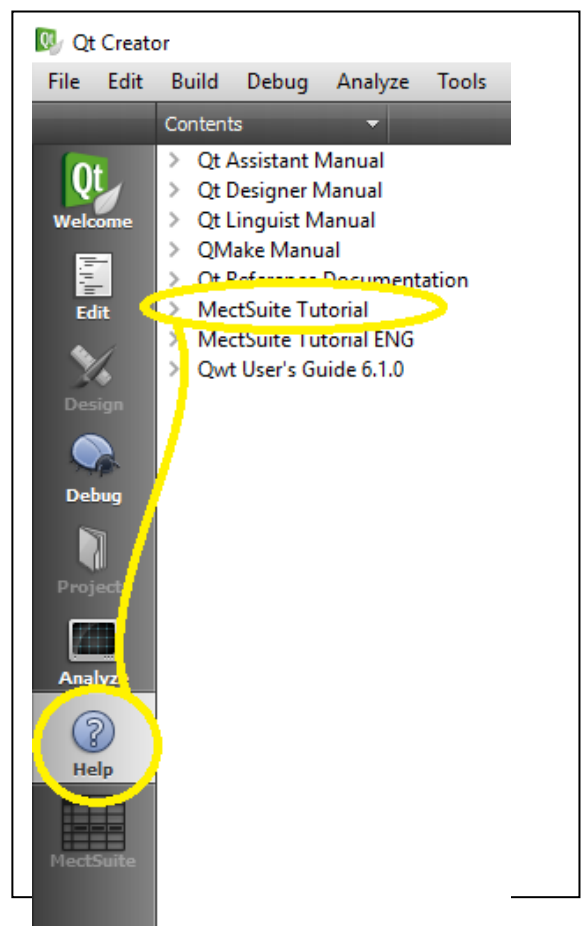 Qt Creator
File Edit Build Debug Analyze Tools
Contents
Qt Assistant Manual
Qt Designer Manual
Qt Linguist Manual
QMake Manual
Qt Reference Documentation
MectSuite Tutorial
MectSuite Tutorial ENG
Qwt User's Guide 6.1.0
Qt
Welcome
Edit
Design
Debug
Projects
Analyze
Help
MectSuite